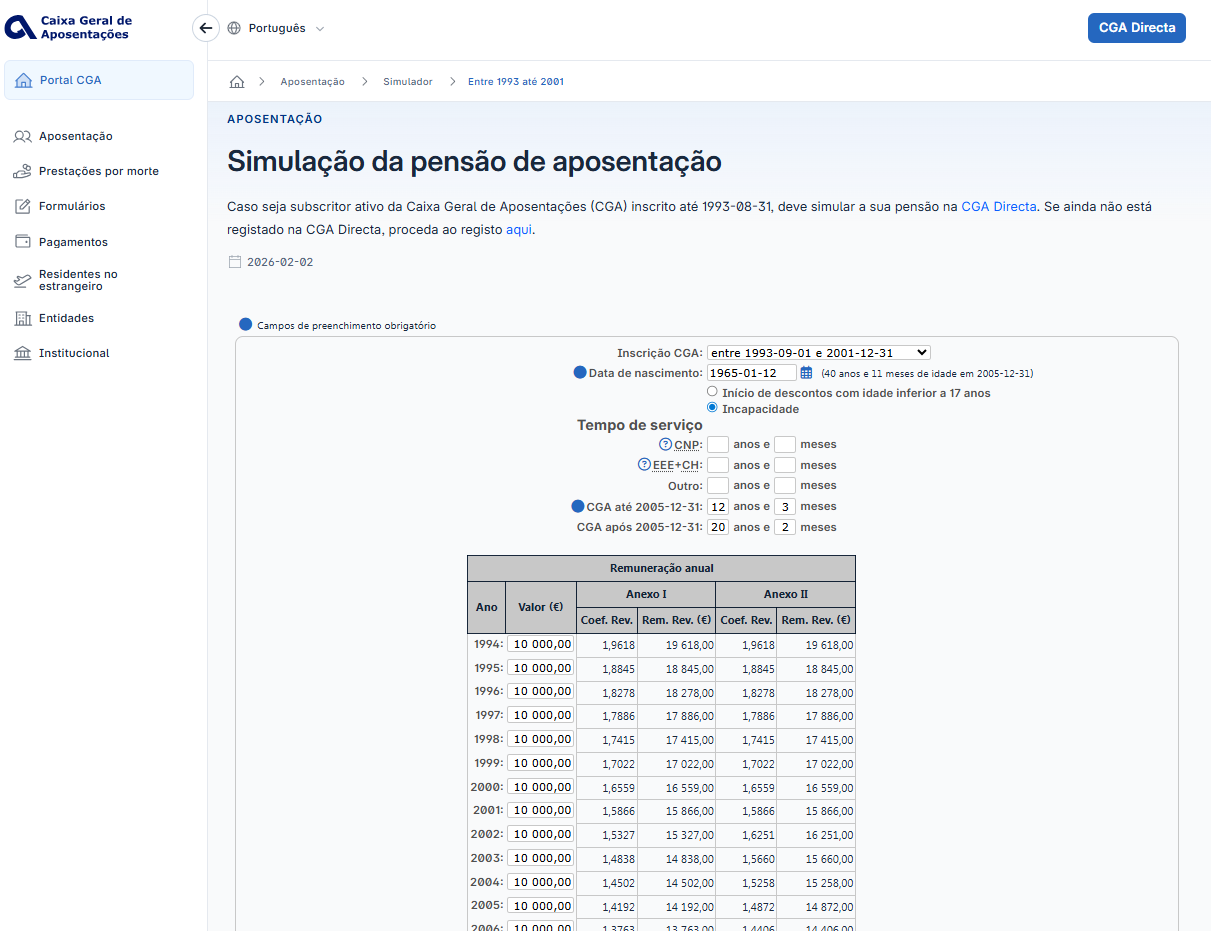 Caixa Geral de
Aposentações
Português
CGA Directa
Portal CGA
Aposentação
Prestações por morte
Formulários
Pagamentos
Residentes no
estrangeiro
Entidades
Institucional
Aposentação
Simulador
Entre 1993 até 2001
APOSENTAÇÃO
Simulação da pensão de aposentação
Caso seja subscritor ativo da Caixa Geral de Aposentações (CGA) inscrito até 1993-08-31, deve simular a sua pensão na CGA Directa. Se ainda não está
registado na CGA Directa, proceda ao registo aqui.
2026-02-02
Campos de preenchimento obrigatório
Inscrição CGA: entre 1993-09-01 e 2001-12-31
Data de nascimento: 1965-01-12 (40 anos e 11 meses de idade em 2005-12-31)
Início de descontos com idade inferior a 17 anos
Incapacidade
Tempo de serviço
? CNP: anos e meses
? EEE+CH: anos e meses
Outro: anos e meses
CGA até 2005-12-31: 12 anos e 3 meses
CGA após 2005-12-31: 20 anos e 2 meses
Remuneração anual
Ano Valor (€) Anexo I Anexo II
Coef. Rev. Rem. Rev. (€) Coef. Rev. Rem. Rev. (€)
1994: 10 000,00 1,9618 19 618,00 1,9618 19 618,00
1995: 10 000,00 1,8845 18 845,00 1,8845 18 845,00
1996: 10 000,00 1,8278 18 278,00 1,8278 18 278,00
1997: 10 000,00 1,7886 17 886,00 1,7886 17 886,00
1998: 10 000,00 1,7415 17 415,00 1,7415 17 415,00
1999: 10 000,00 1,7022 17 022,00 1,7022 17 022,00
2000: 10 000,00 1,6559 16 559,00 1,6559 16 559,00
2001: 10 000,00 1,5866 15 866,00 1,5866 15 866,00
2002: 10 000,00 1,5327 15 327,00 1,6251 16 251,00
2003: 10 000,00 1,4838 14 838,00 1,5660 15 660,00
2004: 10 000,00 1,4502 14 502,00 1,5258 15 258,00
2005: 10 000,00 1,4192 14 192,00 1,4872 14 872,00
2006: 10 000,00 1,3763 13 763,00 1,4406 14 406,00